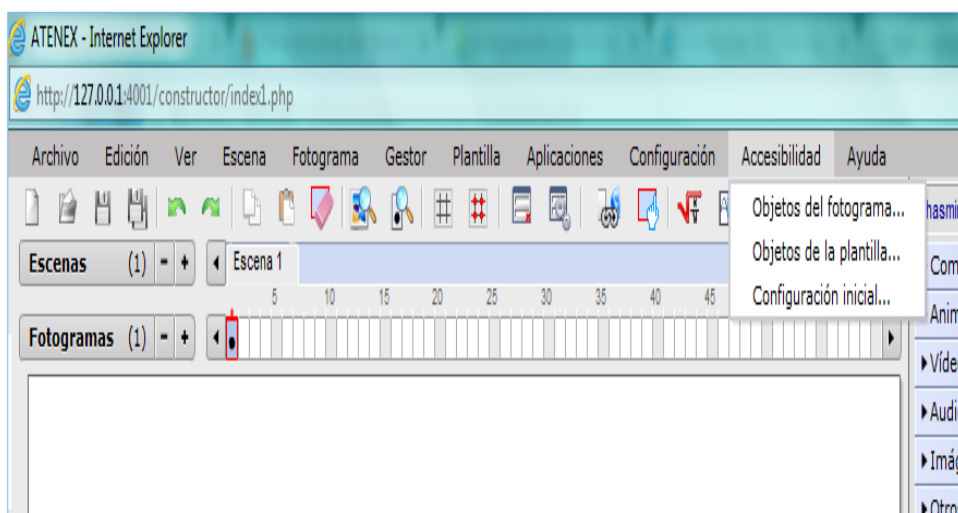 ATENEX - Internet Explorer
http://127.0.0.1:4001/constructor/index1.php
Archivo Edición Ver Escena Fotograma Gestor Plantilla Aplicaciones Configuración Accesibilidad Ayuda
Objetos del fotograma...
Objetos de la plantilla...
Configuración inicial...
Escenas (1) - + Escena 1
5 10 15 20 25 30 35 40 45
Fotogramas (1) - +